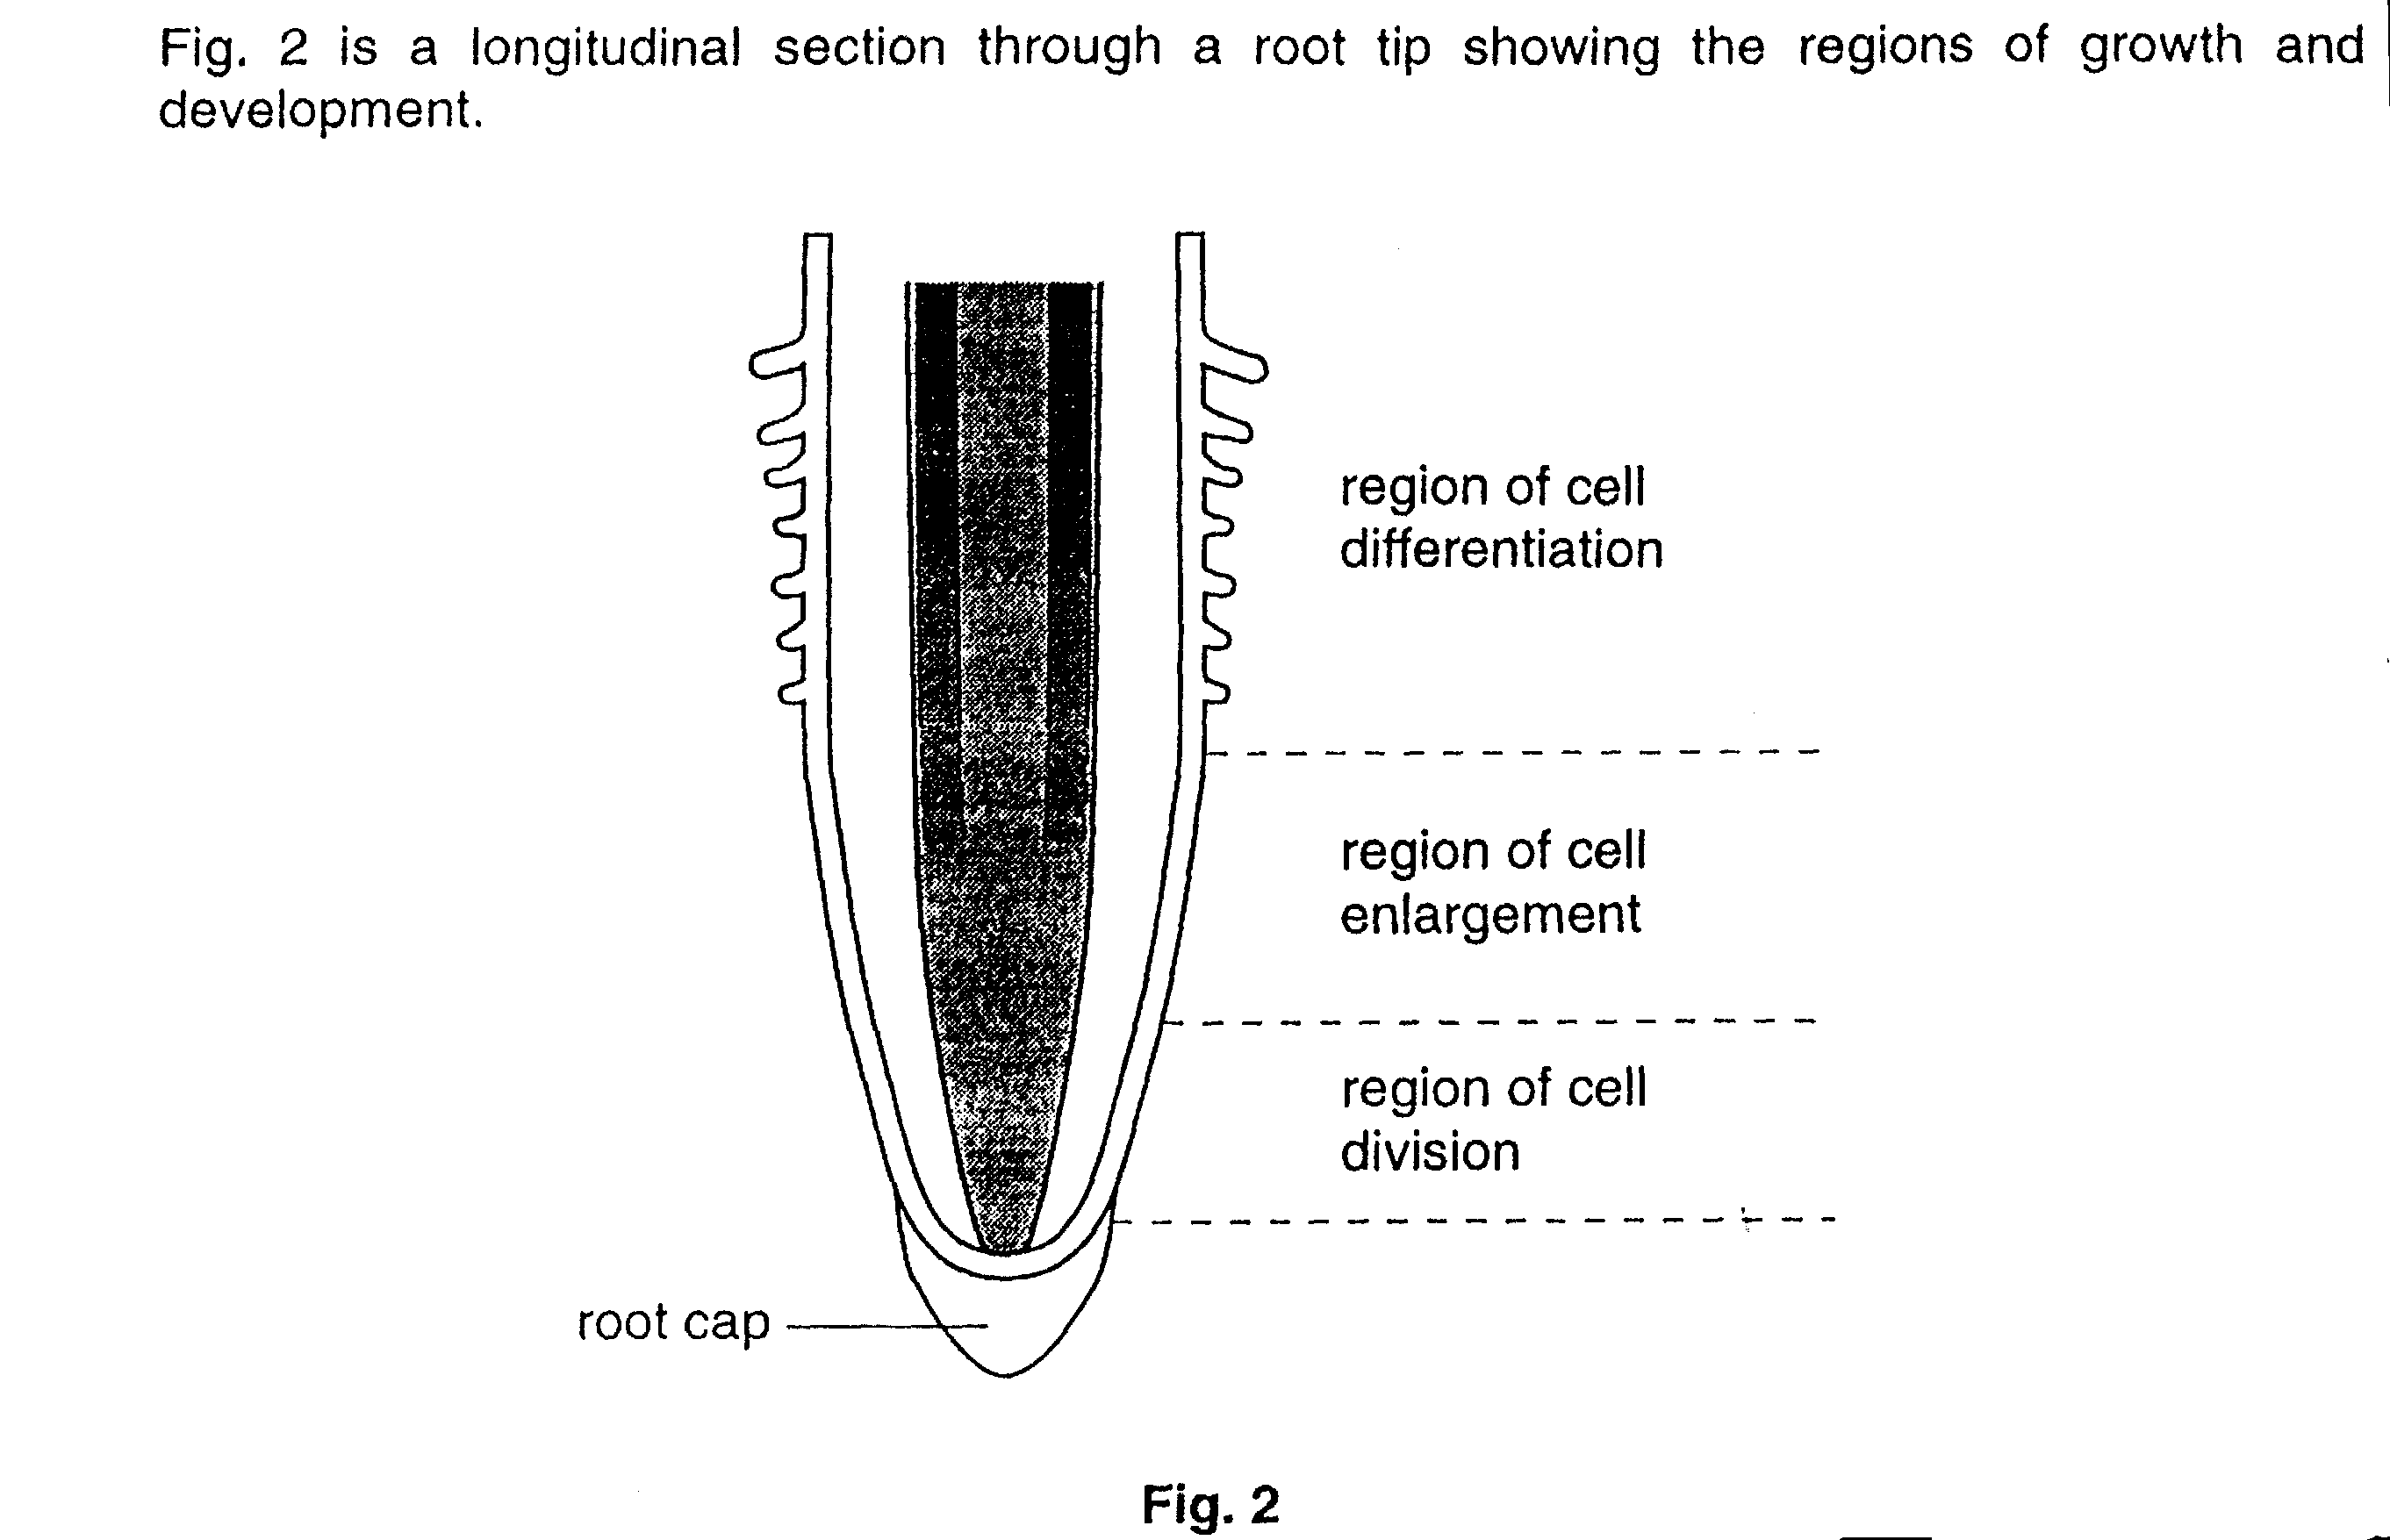 Fig. 2 is a longitudinal section through a root tip showing the regions of growth and
development.
region of cell
differentiation
region of cell
enlargement
region of cell
division
root cap
Fig. 2